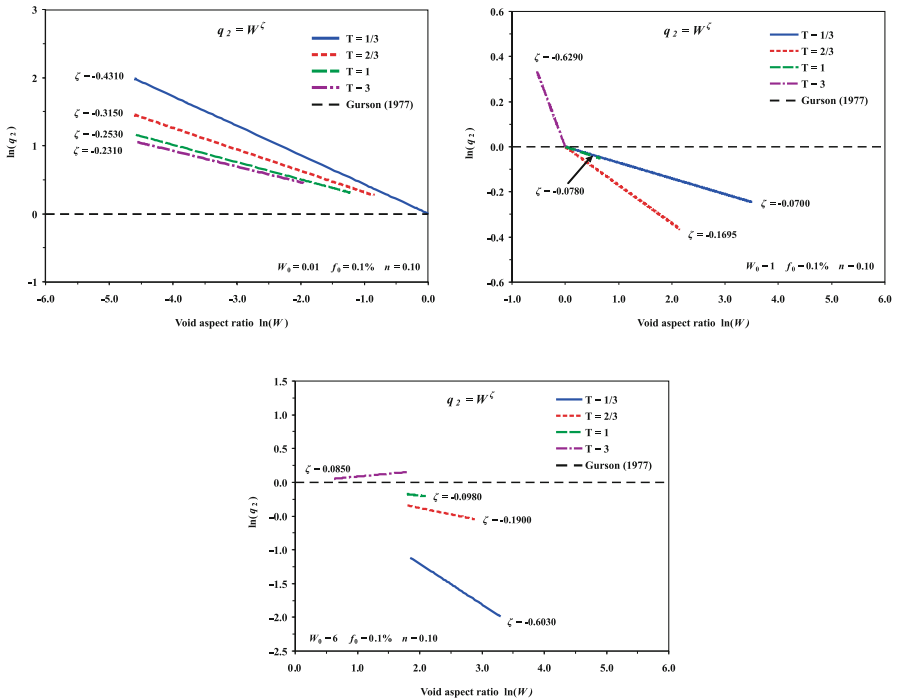 q₂ = W^ζ
T = 1/3
T = 2/3
T = 1
T = 3
Gurson (1977)
ζ = -0.4310
ζ = -0.3150
ζ = -0.2530
ζ = -0.2310
W₀ = 0.01 f₀ = 0.1% n = 0.10
ln(q₂)
3
2
1
0
-1
-6.0 -5.0 -4.0 -3.0 -2.0 -1.0 0.0
Void aspect ratio ln(W)
q₂ = W^ζ
T = 1/3
T = 2/3
T = 1
T = 3
Gurson (1977)
ζ = -0.6290
ζ = -0.0780
ζ = -0.0700
ζ = -0.1695
W₀ = 1 f₀ = 0.1% n = 0.10
ln(q₂)
0.6
0.4
0.2
0.0
-0.2
-0.4
-0.6
-1.0 0.0 1.0 2.0 3.0 4.0 5.0 6.0
Void aspect ratio ln(W)
q₂ = W^ζ
T = 1/3
T = 2/3
T = 1
T = 3
Gurson (1977)
ζ = 0.0850
ζ = -0.0980
ζ = -0.1900
ζ = -0.6030
W₀ = 6 f₀ = 0.1% n = 0.10
ln(q₂)
1.5
1.0
0.5
0.0
-0.5
-1.0
-1.5
-2.0
-2.5
0.0 1.0 2.0 3.0 4.0 5.0 6.0
Void aspect ratio ln(W)